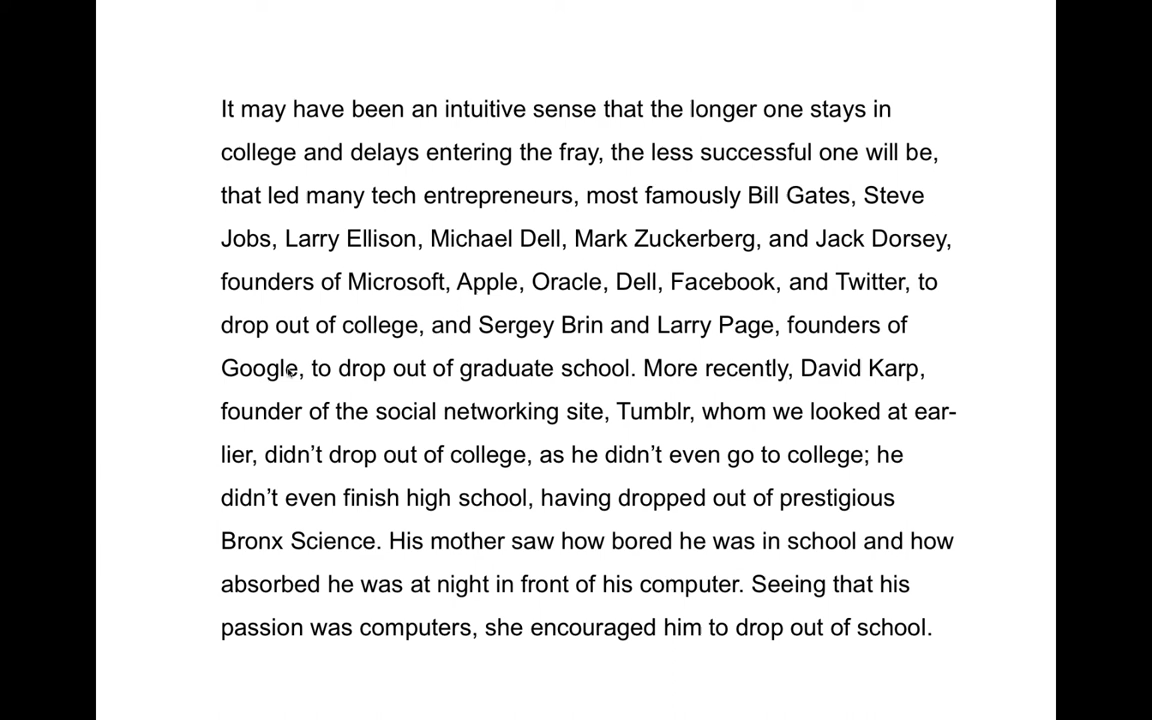 It may have been an intuitive sense that the longer one stays in
college and delays entering the fray, the less successful one will be,
that led many tech entrepreneurs, most famously Bill Gates, Steve
Jobs, Larry Ellison, Michael Dell, Mark Zuckerberg, and Jack Dorsey,
founders of Microsoft, Apple, Oracle, Dell, Facebook, and Twitter, to
drop out of college, and Sergey Brin and Larry Page, founders of
Google, to drop out of graduate school. More recently, David Karp,
founder of the social networking site, Tumblr, whom we looked at ear-
lier, didn’t drop out of college, as he didn’t even go to college; he
didn’t even finish high school, having dropped out of prestigious
Bronx Science. His mother saw how bored he was in school and how
absorbed he was at night in front of his computer. Seeing that his
passion was computers, she encouraged him to drop out of school.